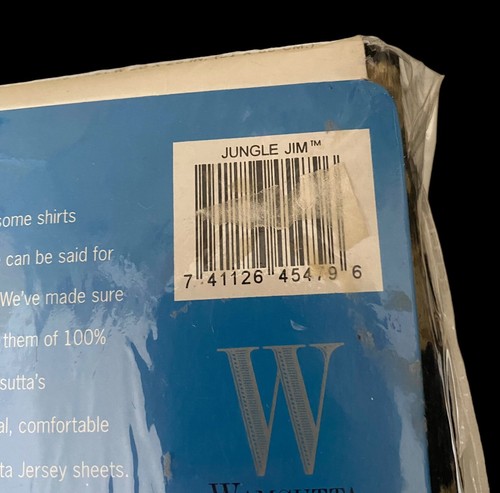 JUNGLE JIM™
7 41126 45479 6
some shirts
can be said for
We've made sure
them of 100%
sutta's
al, comfortable
ta Jersey sheets.
W
WAMSUTTA